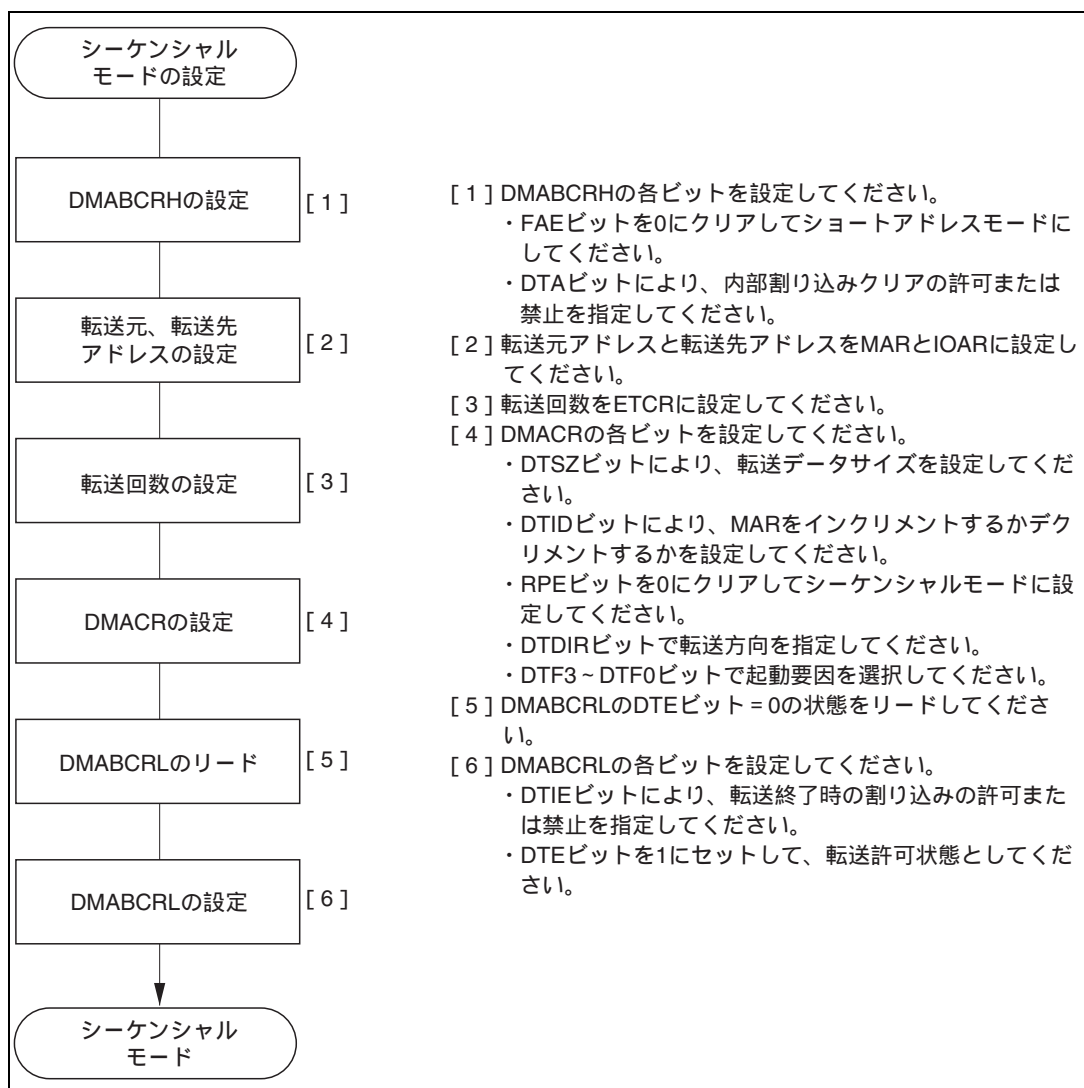 シーケンシャル
モードの設定
DMABCRHの設定
[ 1 ]
転送元、転送先
アドレスの設定
[ 2 ]
転送回数の設定
[ 3 ]
DMACRの設定
[ 4 ]
DMABCRLのリード
[ 5 ]
DMABCRLの設定
[ 6 ]
シーケンシャル
モード
[ 1 ] DMABCRHの各ビットを設定してください。
・FAEビットを0にクリアしてショートアドレスモードに
してください。
・DTAビットにより、内部割り込みクリアの許可または
禁止を指定してください。
[ 2 ] 転送元アドレスと転送先アドレスをMARとIOARに設定し
てください。
[ 3 ] 転送回数をETCRに設定してください。
[ 4 ] DMACRの各ビットを設定してください。
・DTSZビットにより、転送データサイズを設定してくだ
さい。
・DTIDビットにより、MARをインクリメントするかデク
リメントするかを設定してください。
・RPEビットを0にクリアしてシーケンシャルモードに設
定してください。
・DTDIRビットで転送方向を指定してください。
・DTF3～DTF0ビットで起動要因を選択してください。
[ 5 ] DMABCRLのDTEビット = 0の状態をリードしてくださ
い。
[ 6 ] DMABCRLの各ビットを設定してください。
・DTIEビットにより、転送終了時の割り込みの許可また
は禁止を指定してください。
・DTEビットを1にセットして、転送許可状態としてくだ
さい。